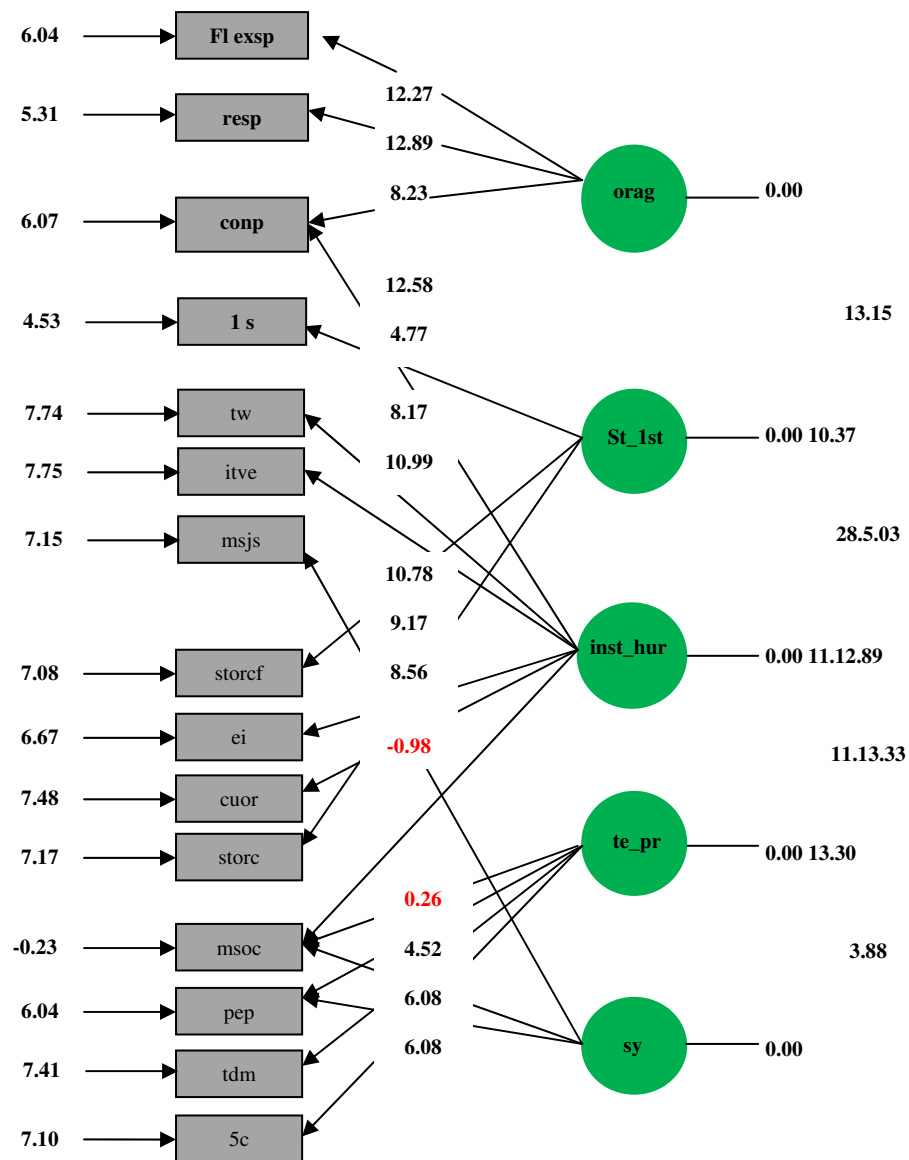 6.04 Fl exsp
12.27
5.31 resp
12.89
8.23 orag 0.00
6.07 conp
12.58
13.15
4.53 1 s
4.77
7.74 tw 8.17
St_1st 0.00 10.37
10.99
7.75 itve
28.5.03
7.15 msjs
10.78
9.17
inst_hur 0.00 11.12.89
7.08 storcf 8.56
6.67 ei
-0.98
11.13.33
7.48 cuor
7.17 storc
te_pr 0.00 13.30
0.26
-0.23 msoc 4.52
3.88
6.08
6.04 pep
6.08
sy 0.00
7.41 tdm
7.10 5c